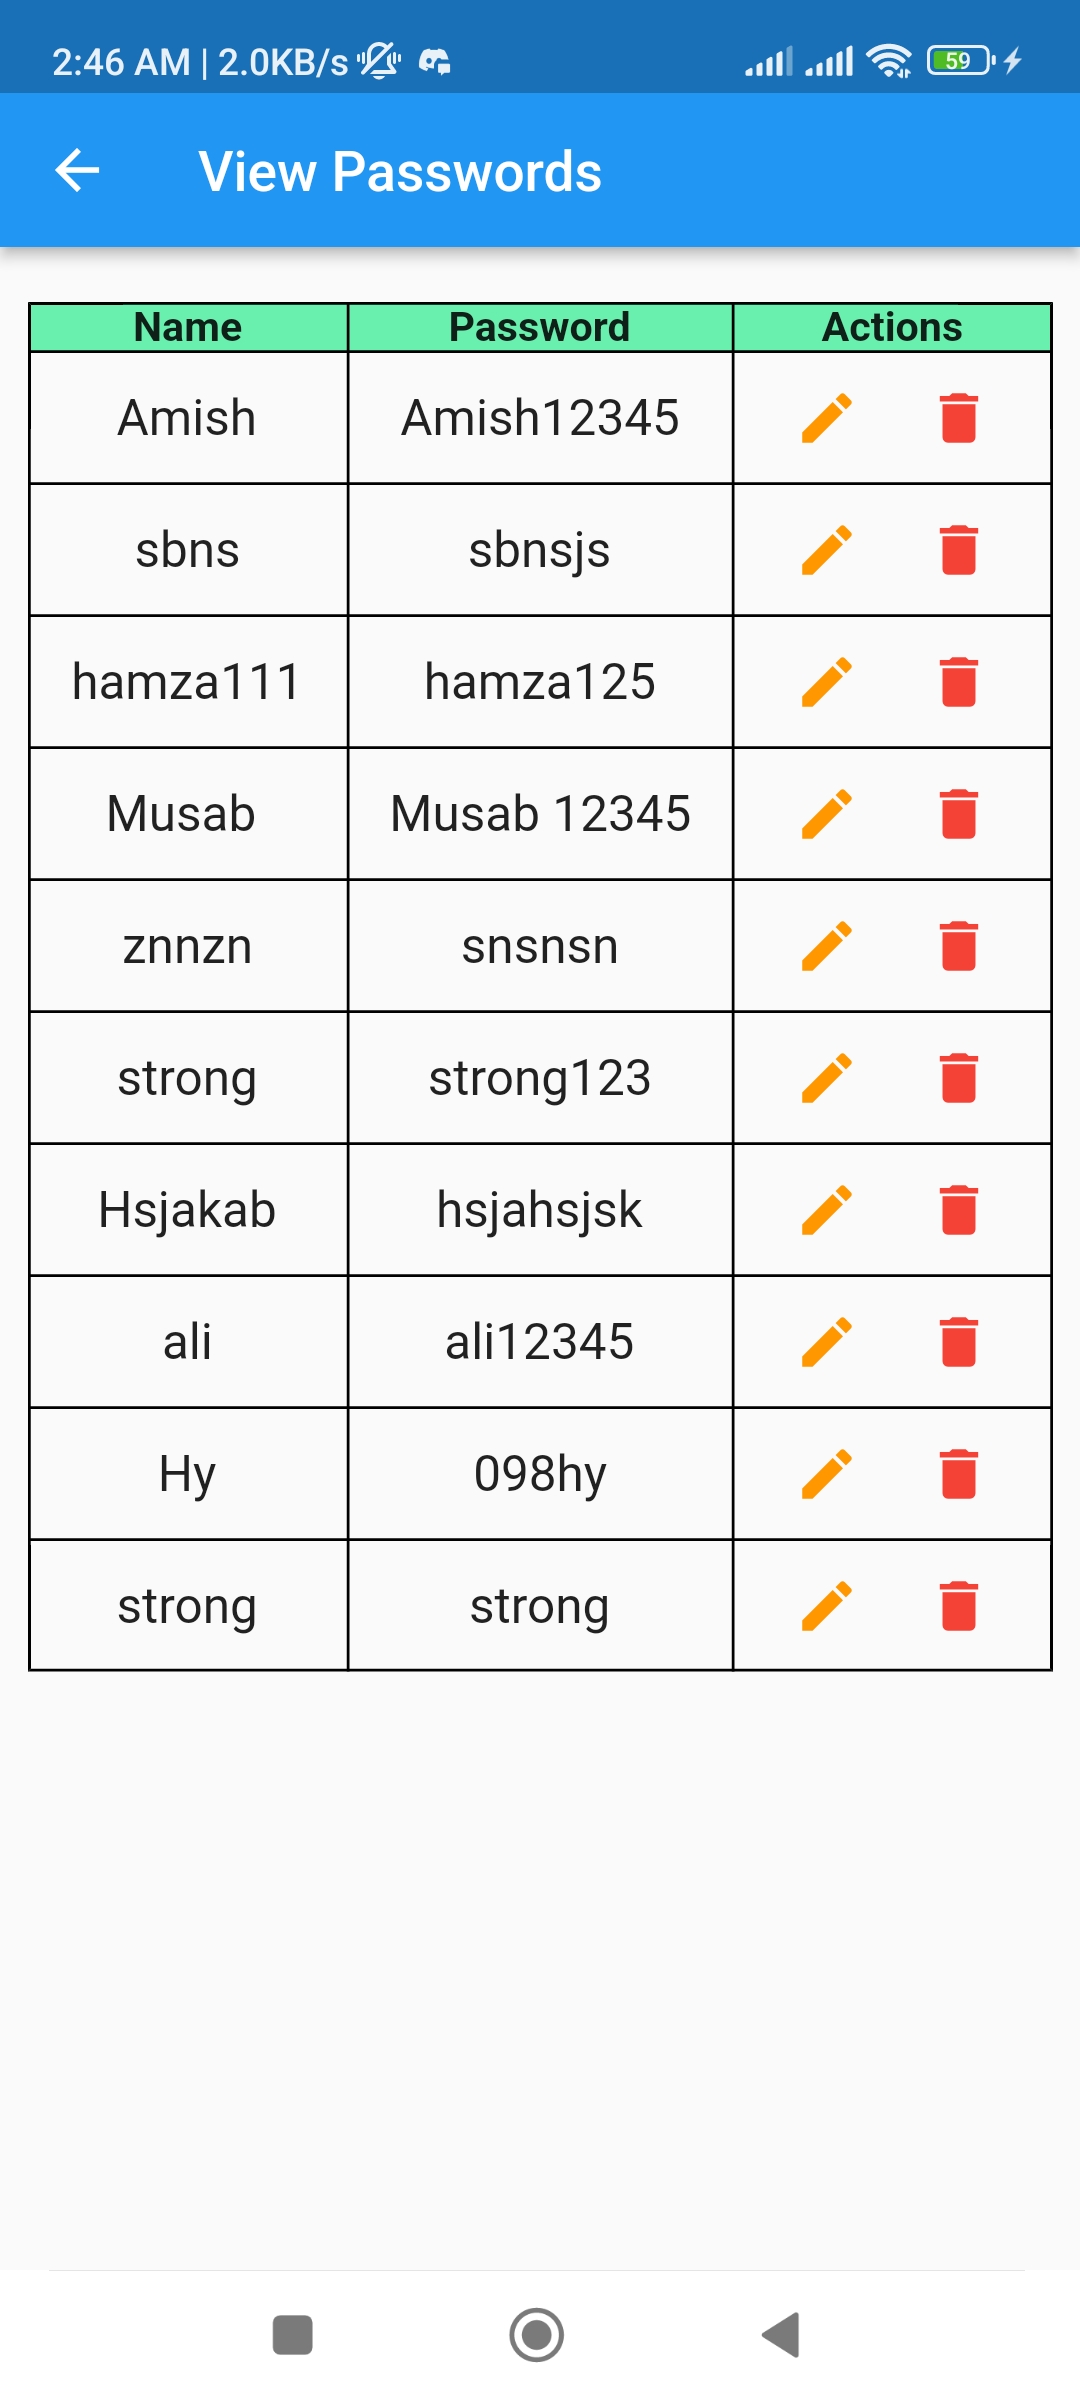 2:46 AM | 2.0KB/s 59
View Passwords
Name Password Actions
Amish Amish12345
sbns sbnsjs
hamza111 hamza125
Musab Musab 12345
znnzn snsnsn
strong strong123
Hsjakab hsjahsjsk
ali ali12345
Hy 098hy
strong strong